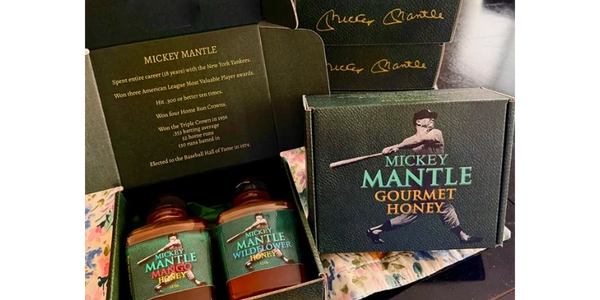 MICKEY MANTLE
Spent entire career (18 years) with the New York Yankees.
Won three American League Most Valuable Player awards.
Hit .300 or better ten times.
Won four Home Run Crowns.
Won the Triple Crown in 1956
.353 batting average
52 home runs
130 runs batted in
Elected to the Baseball Hall of Fame in 1974.
Mickey Mantle
Mickey Mantle
MICKEY
MANTLE
GOURMET
HONEY
MICKEY
MANTLE
MANGO
HONEY
MICKEY
MANTLE
WILDFLOWER
HONEY